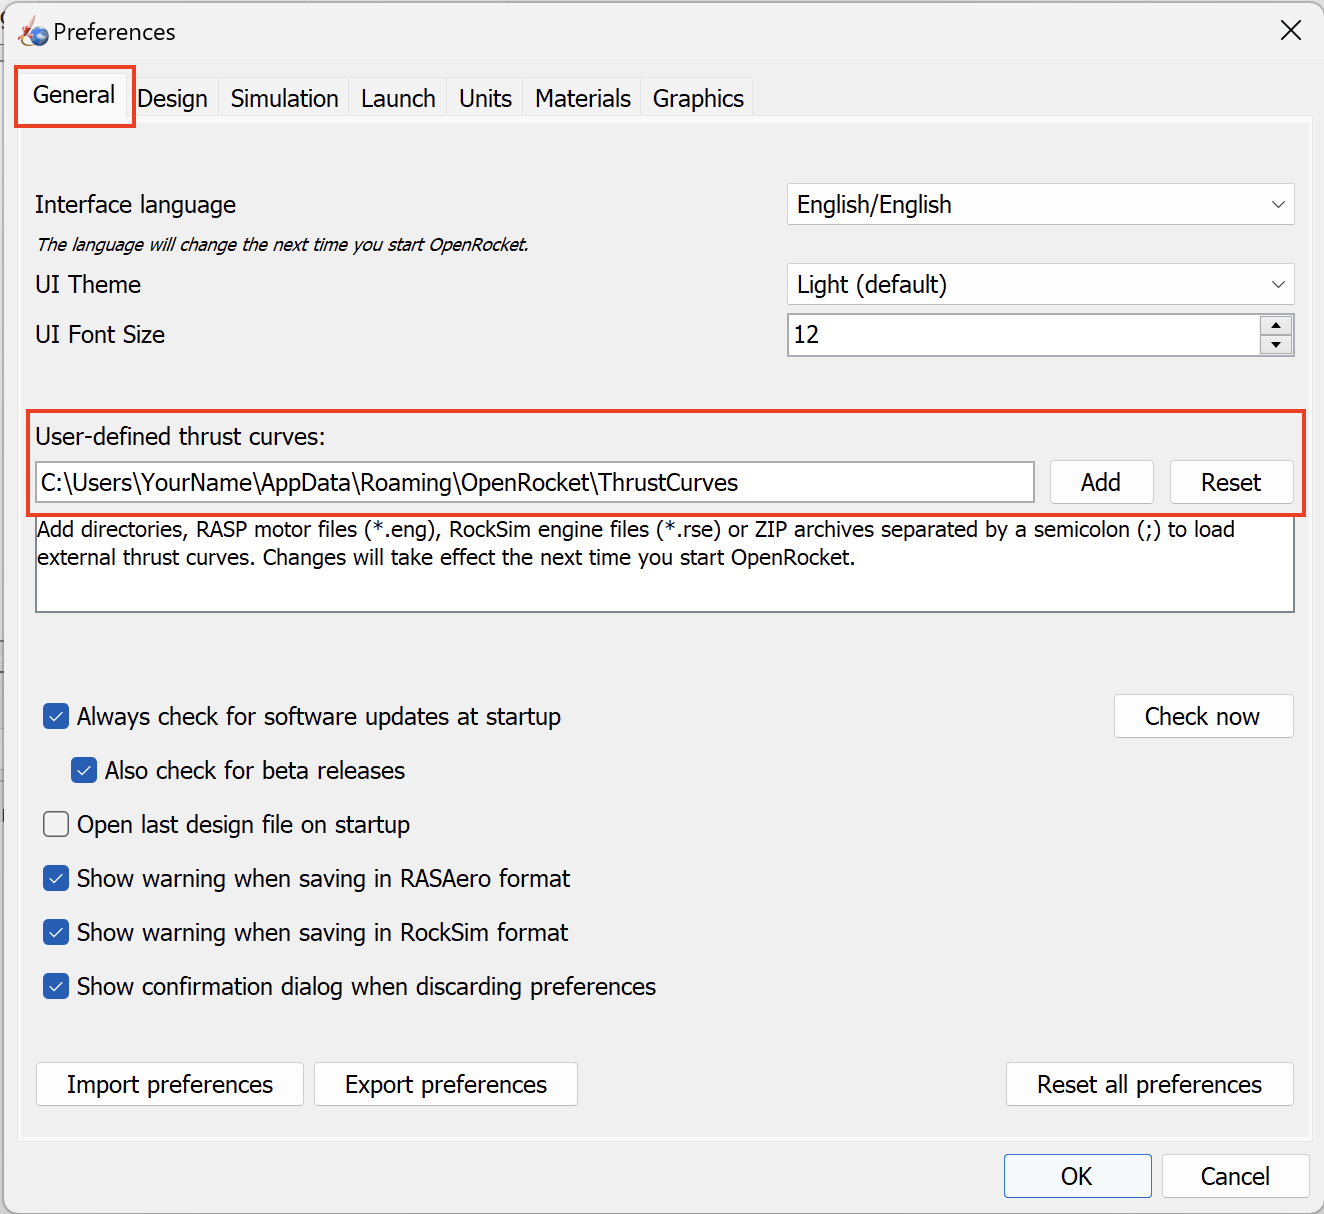 Preferences
General Design Simulation Launch Units Materials Graphics
Interface language English/English
The language will change the next time you start OpenRocket.
UI Theme Light (default)
UI Font Size 12
User-defined thrust curves:
C:\Users\YourName\AppData\Roaming\OpenRocket\ThrustCurves Add Reset
Add directories, RASP motor files (*.eng), RockSim engine files (*.rse) or ZIP archives separated by a semicolon (;) to load
external thrust curves. Changes will take effect the next time you start OpenRocket.
Always check for software updates at startup Check now
Also check for beta releases
Open last design file on startup
Show warning when saving in RASAero format
Show warning when saving in RockSim format
Show confirmation dialog when discarding preferences
Import preferences Export preferences Reset all preferences
OK Cancel